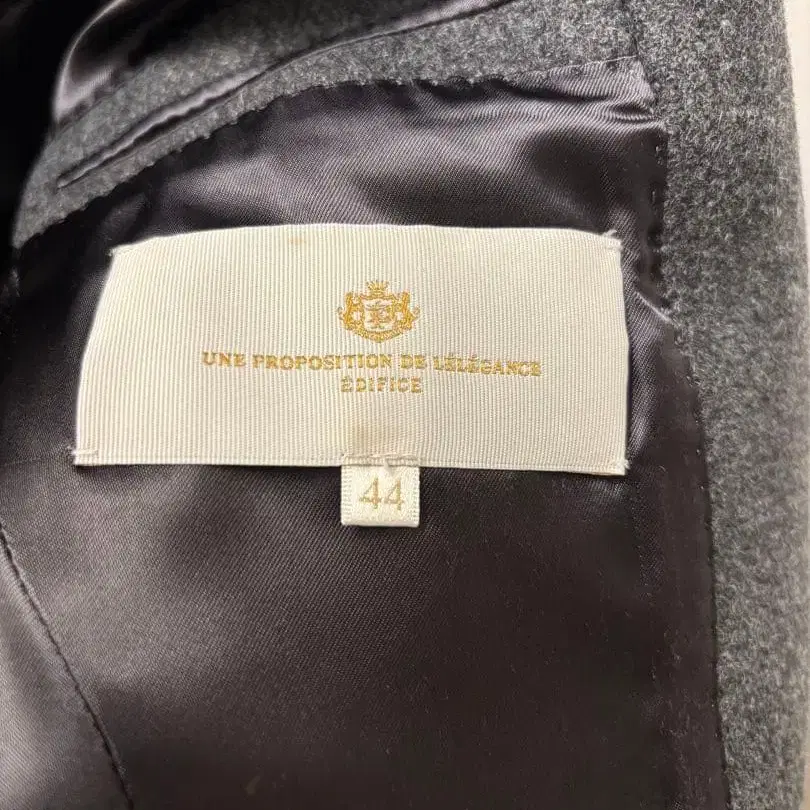 UNE PROPOSITION DE L'ÉLÉGANCE
ÉDIFICE
44